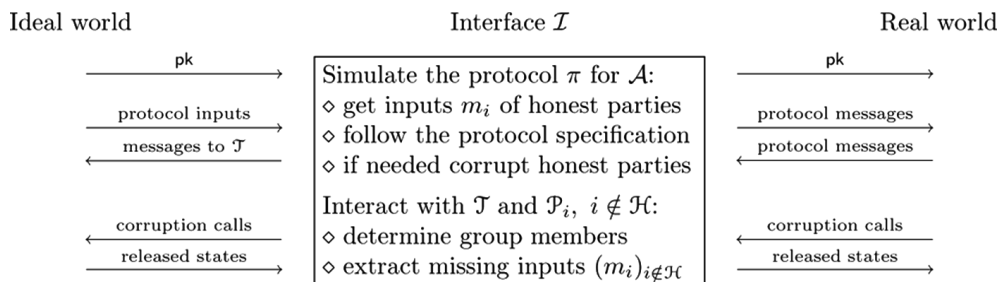 Ideal world Interface ℐ Real world
pk pk
Simulate the protocol π for 𝒜:
protocol inputs ⋄ get inputs mᵢ of honest parties protocol messages
messages to 𝒯 ⋄ follow the protocol specification protocol messages
⋄ if needed corrupt honest parties
Interact with 𝒯 and 𝒫ᵢ, i ∉ ℋ:
corruption calls ⋄ determine group members corruption calls
released states ⋄ extract missing inputs (mᵢ)ᵢ∉ℋ released states